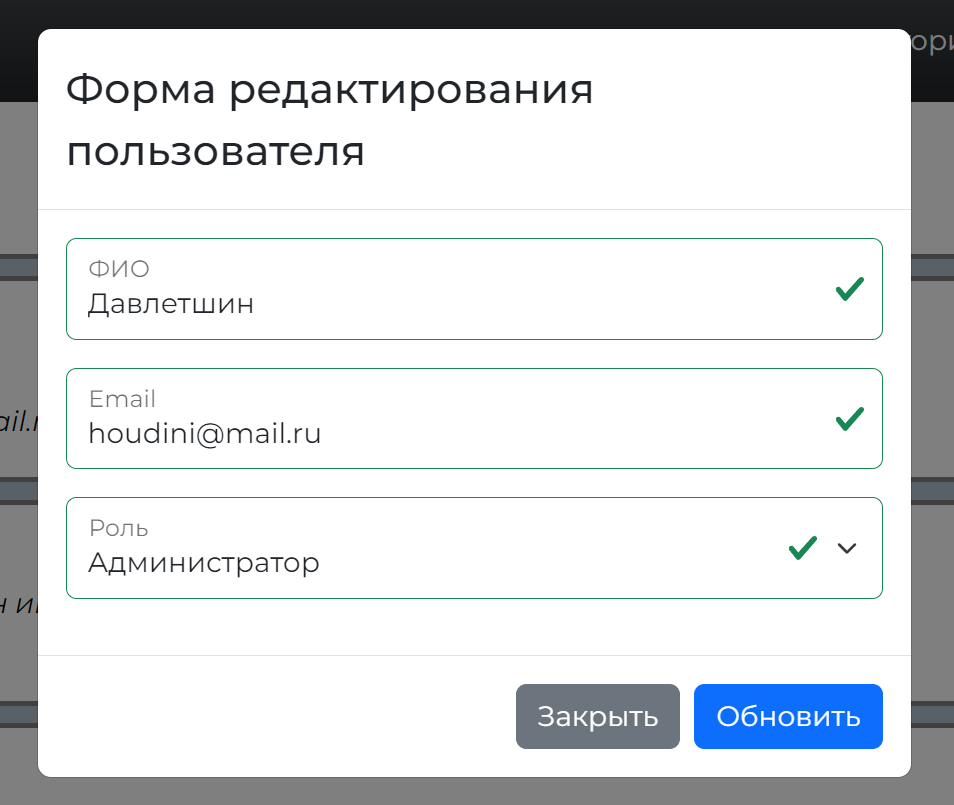 Форма редактирования
пользователя
ФИО
Давлетшин
Email
houdini@mail.ru
Роль
Администратор
Закрыть
Обновить